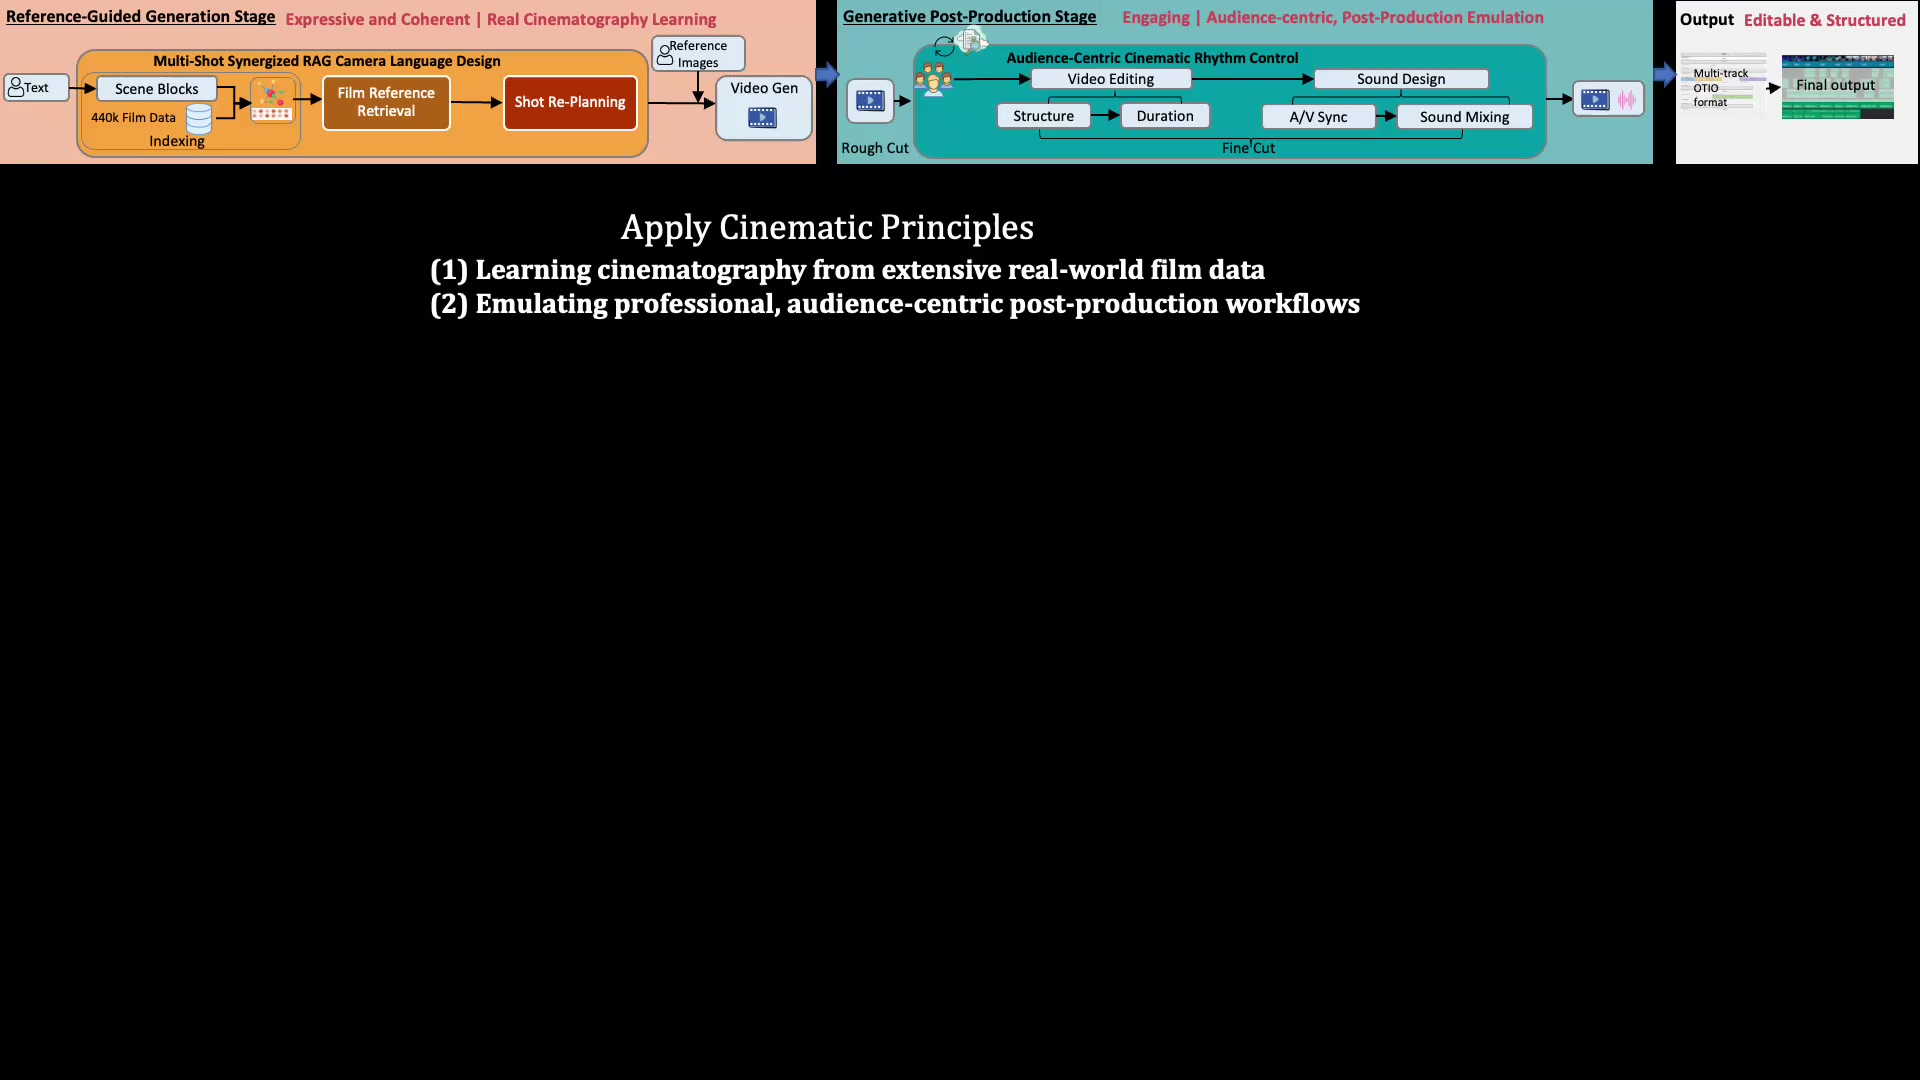 Reference-Guided Generation Stage Expressive and Coherent | Real Cinematography Learning
Multi-Shot Synergized RAG Camera Language Design
Text
Scene Blocks
440k Film Data
Indexing
Film Reference
Retrieval
Shot Re-Planning
Reference
Images
Video Gen
Generative Post-Production Stage Engaging | Audience-centric, Post-Production Emulation
Audience-Centric Cinematic Rhythm Control
Video Editing
Sound Design
Structure
Duration
A/V Sync
Sound Mixing
Rough Cut
Fine Cut
Output Editable & Structured
Multi-track
OTIO
format
Final output
Apply Cinematic Principles
(1) Learning cinematography from extensive real-world film data
(2) Emulating professional, audience-centric post-production workflows